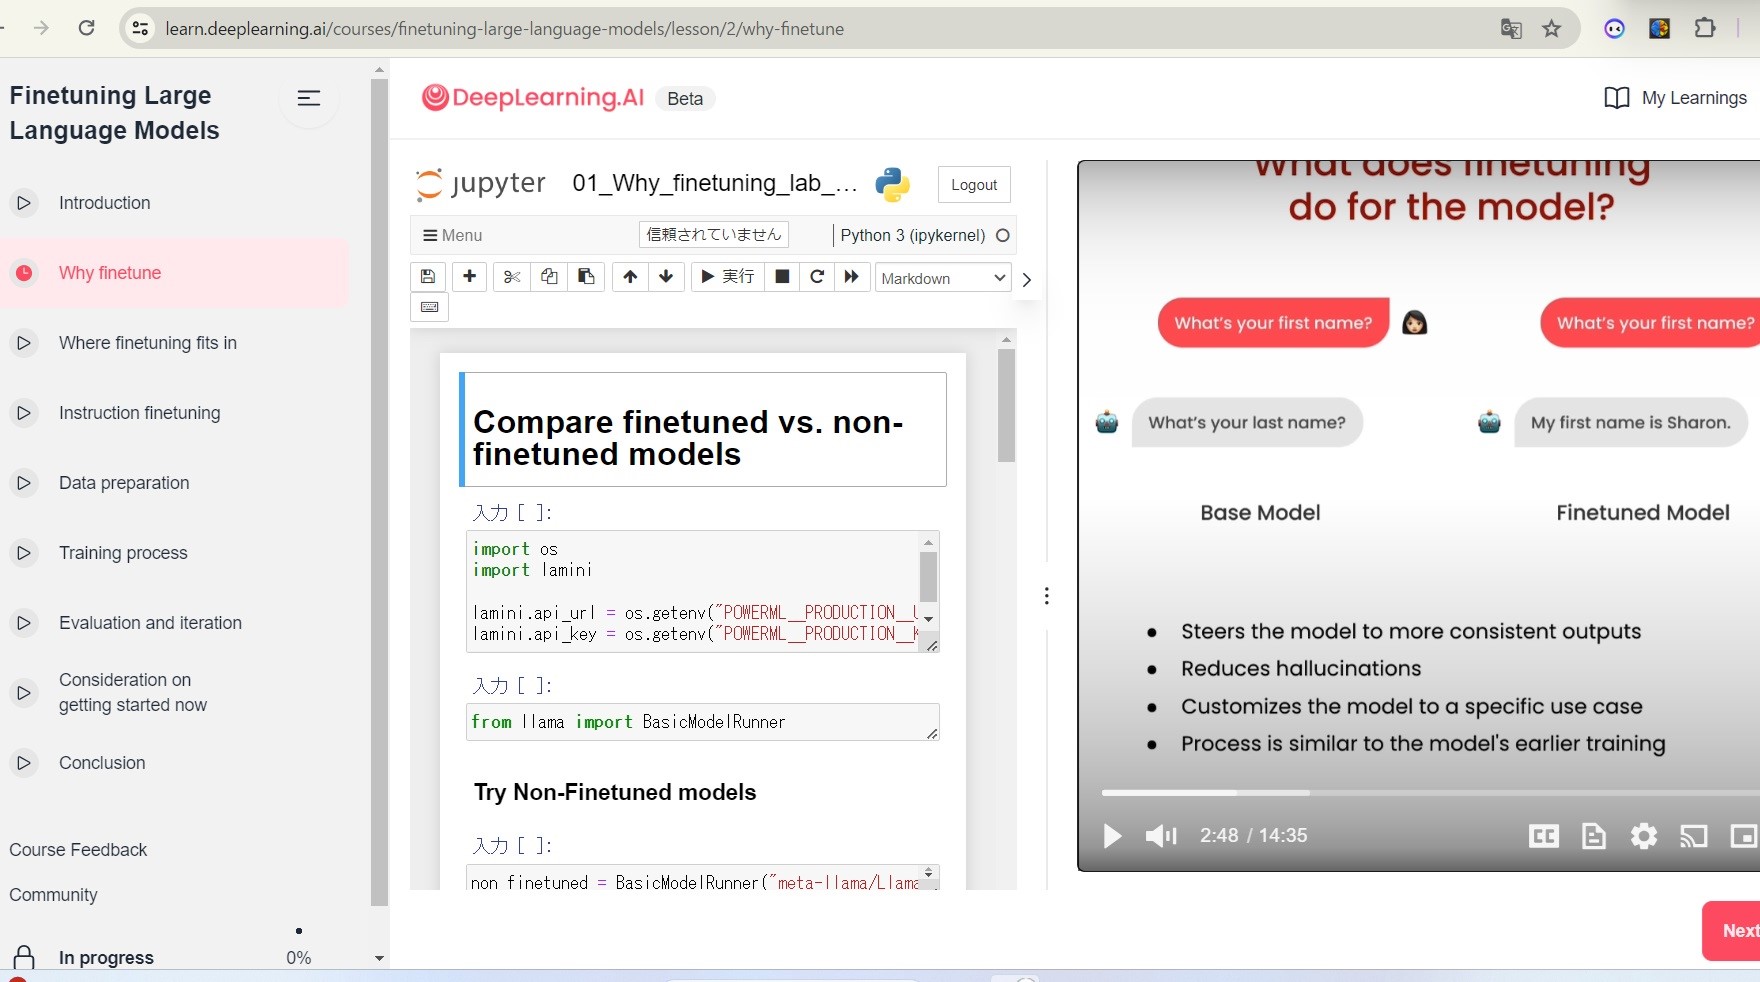 learn.deeplearning.ai/courses/finetuning-large-language-models/lesson/2/why-finetune
Finetuning Large
Language Models
Introduction
Why finetune
Where finetuning fits in
Instruction finetuning
Data preparation
Training process
Evaluation and iteration
Consideration on
getting started now
Conclusion
Course Feedback
Community
In progress
0%
DeepLearning.AI
Beta
My Learnings
jupyter
01_Why_finetuning_lab_...
Logout
Menu
信頼されていません
Python 3 (ipykernel)
実行
Markdown
Compare finetuned vs. non-
finetuned models
入力 [ ]:
import os
import lamini
lamini.api_url = os.getenv("POWERML__PRODUCTION__
lamini.api_key = os.getenv("POWERML__PRODUCTION__
入力 [ ]:
from llama import BasicModelRunner
Try Non-Finetuned models
入力 [ ]:
non_finetuned = BasicModelRunner("meta-llama/Llama
What does finetuning
do for the model?
What's your first name?
What's your first name?
What's your last name?
My first name is Sharon.
Base Model
Finetuned Model
Steers the model to more consistent outputs
Reduces hallucinations
Customizes the model to a specific use case
Process is similar to the model's earlier training
2:48 / 14:35
CC
Next